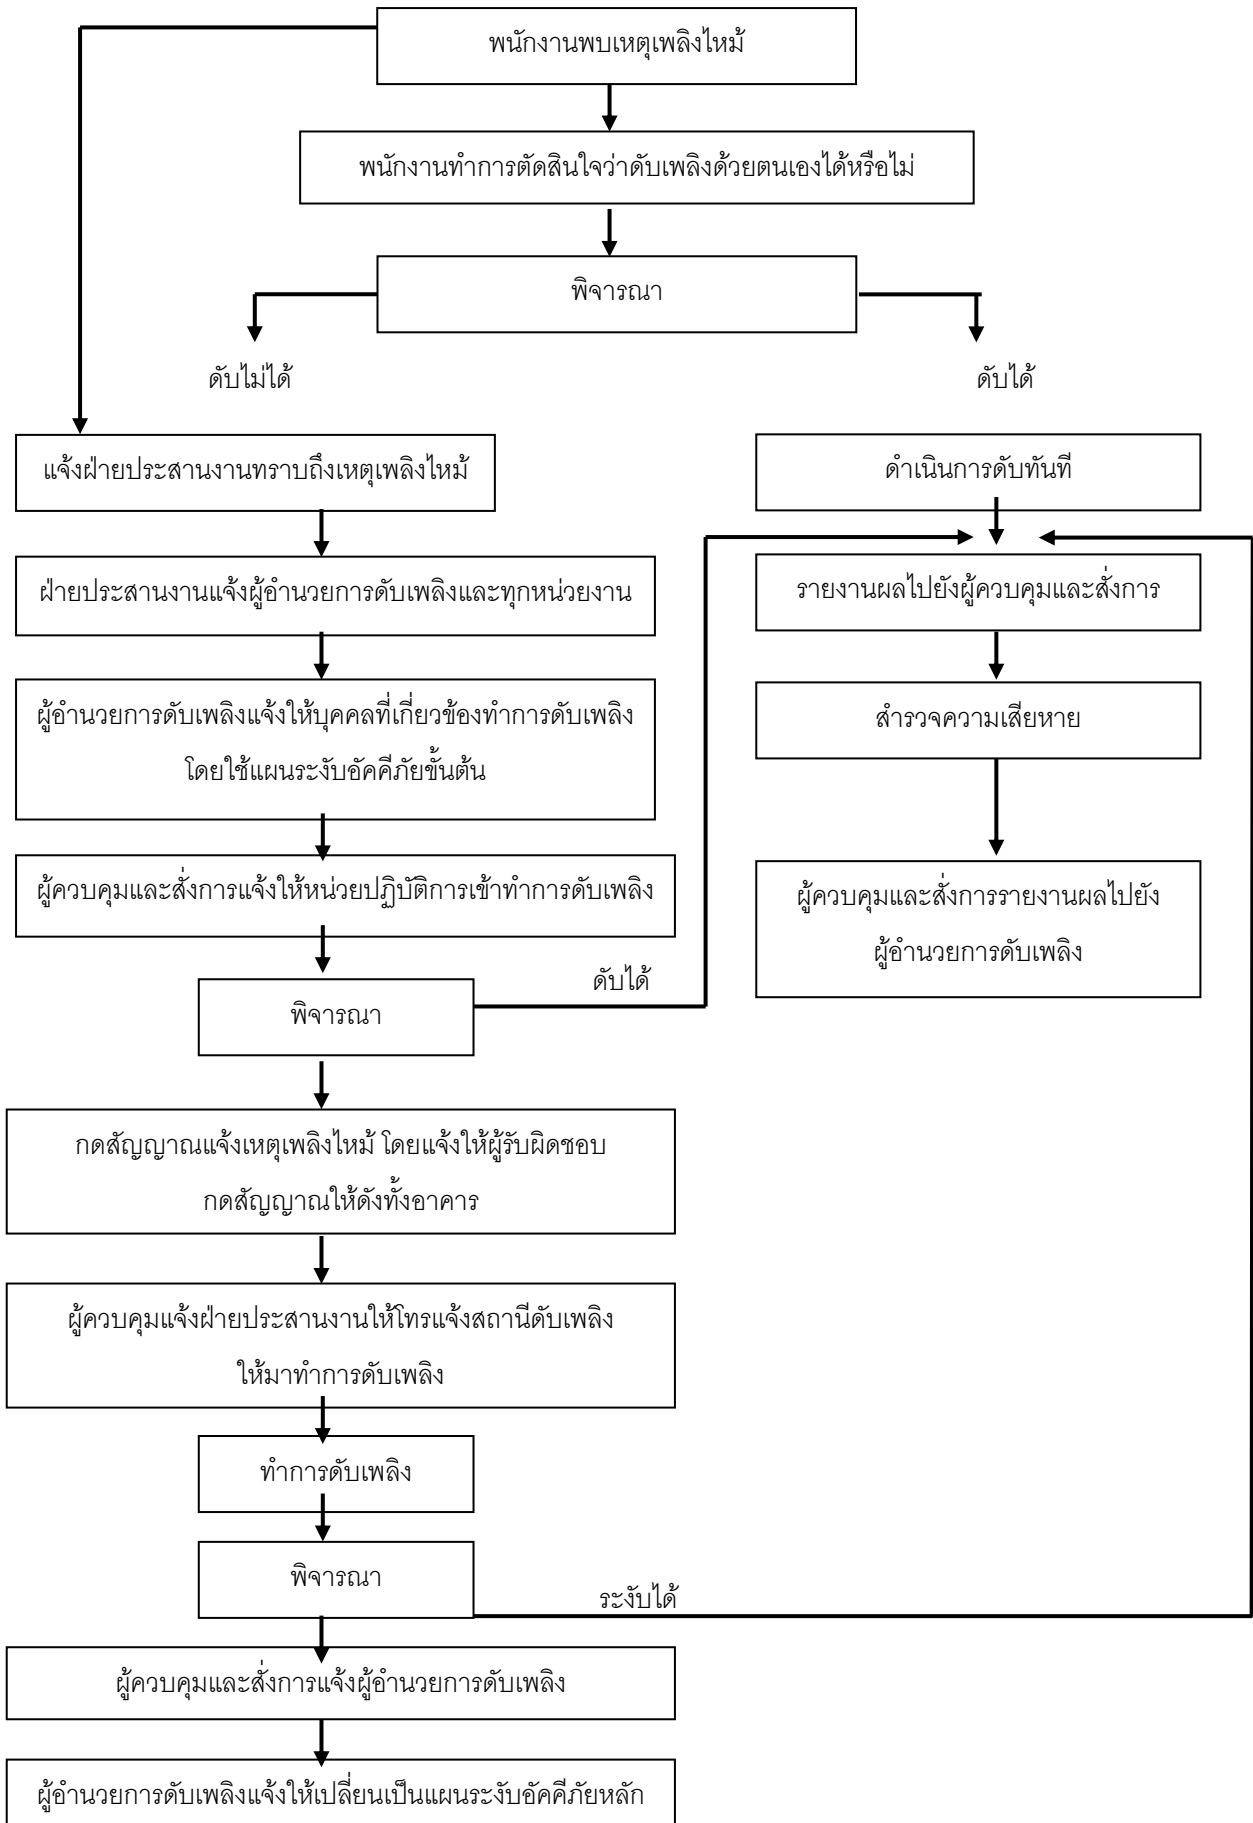 พนักงานพบเหตุเพลิงไหม้
พนักงานทำการตัดสินใจว่าดับเพลิงด้วยตนเองได้หรือไม่
พิจารณา
ดับไม่ได้
ดับได้
แจ้งฝ่ายประสานงานทราบถึงเหตุเพลิงไหม้
ดำเนินการดับทันที
ฝ่ายประสานงานแจ้งผู้อำนวยการดับเพลิงและทุกหน่วยงาน
รายงานผลไปยังผู้ควบคุมและสั่งการ
ผู้อำนวยการดับเพลิงแจ้งให้บุคคลที่เกี่ยวข้องทำการดับเพลิง
โดยใช้แผนระงับอัคคีภัยขั้นต้น
สำรวจความเสียหาย
ผู้ควบคุมและสั่งการแจ้งให้หน่วยปฏิบัติการเข้าทำการดับเพลิง
ผู้ควบคุมและสั่งการรายงานผลไปยัง
ผู้อำนวยการดับเพลิง
ดับได้
พิจารณา
กดสัญญาณแจ้งเหตุเพลิงไหม้ โดยแจ้งให้ผู้รับผิดชอบ
กดสัญญาณให้ดังทั้งอาคาร
ผู้ควบคุมแจ้งฝ่ายประสานงานให้โทรแจ้งสถานีดับเพลิง
ให้มาทำการดับเพลิง
ทำการดับเพลิง
พิจารณา
ระงับได้
ผู้ควบคุมและสั่งการแจ้งผู้อำนวยการดับเพลิง
ผู้อำนวยการดับเพลิงแจ้งให้เปลี่ยนเป็นแผนระงับอัคคีภัยหลัก